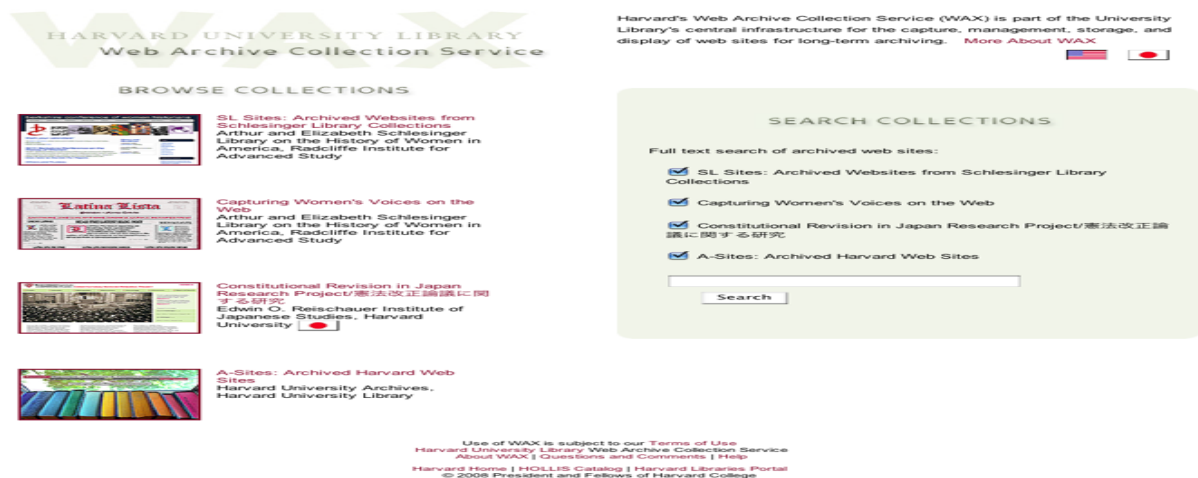 WAX
HARVARD UNIVERSITY LIBRARY
Web Archive Collection Service
BROWSE COLLECTIONS
SL Sites: Archived Websites from
Schlesinger Library Collections
Arthur and Elizabeth Schlesinger
Library on the History of Women in
America, Radcliffe Institute for
Advanced Study
Latina Lista
Capturing Women's Voices on the
Web
Arthur and Elizabeth Schlesinger
Library on the History of Women in
America, Radcliffe Institute for
Advanced Study
Constitutional Revision in Japan
Research Project/憲法改正論議に関
する研究
Edwin O. Reischauer Institute of
Japanese Studies, Harvard
University
A-Sites: Archived Harvard Web
Sites
Harvard University Archives,
Harvard University Library
Harvard's Web Archive Collection Service (WAX) is part of the University
Library's central infrastructure for the capture, management, storage, and
display of web sites for long-term archiving. More About WAX
SEARCH COLLECTIONS
Full text search of archived web sites:
SL Sites: Archived Websites from Schlesinger Library
Collections
Capturing Women's Voices on the Web
Constitutional Revision in Japan Research Project/憲法改正論
議に関する研究
A-Sites: Archived Harvard Web Sites
Search
Use of WAX is subject to our Terms of Use
Harvard University Library Web Archive Collection Service
About WAX | Questions and Comments | Help
Harvard Home | HOLLIS Catalog | Harvard Libraries Portal
© 2008 President and Fellows of Harvard College